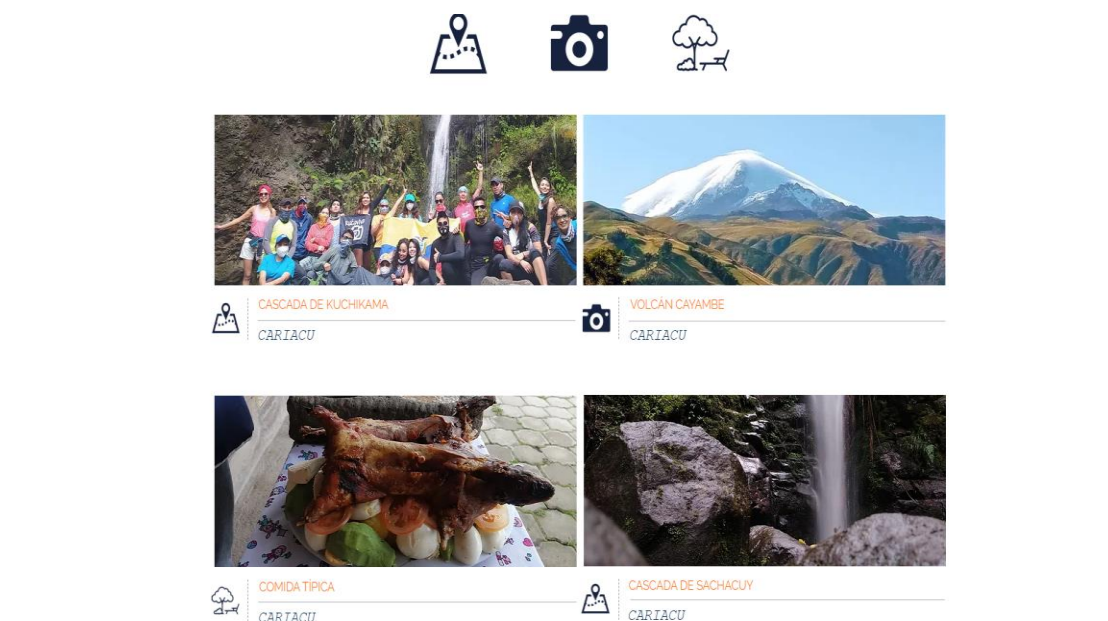 CASCADA DE KUCHIKAMA
CARIACU
VOLCÁN CAYAMBE
CARIACU
COMIDA TÍPICA
CARIACU
CASCADA DE SACHACUY
CARIACU